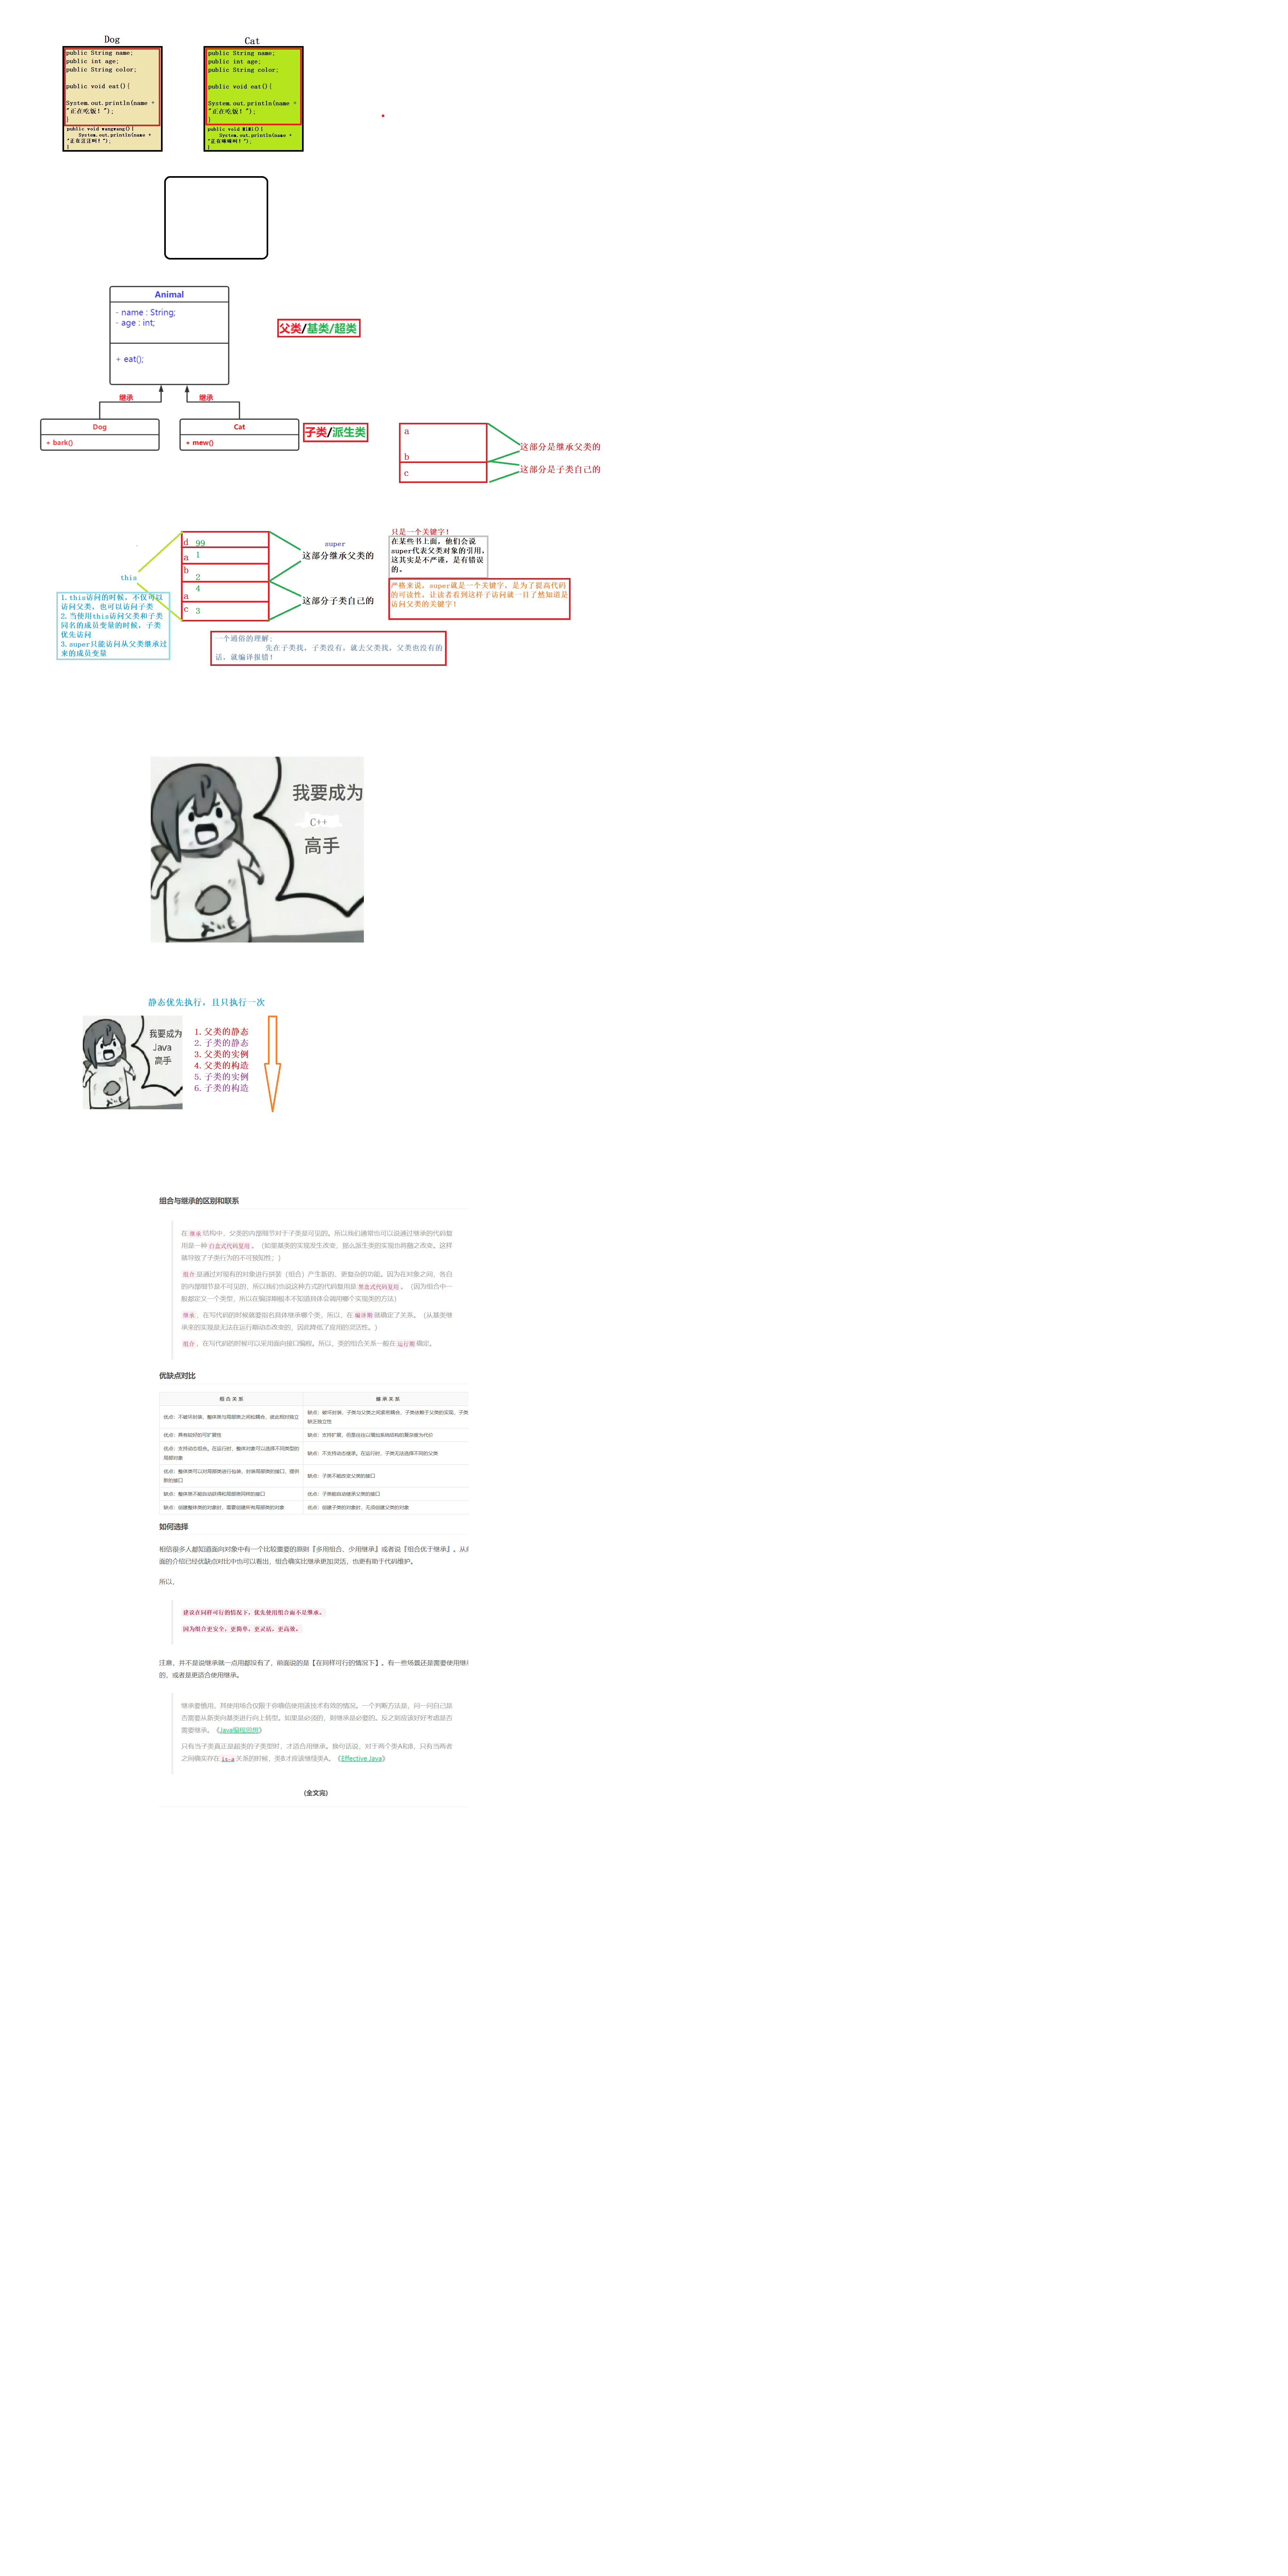 Dog
public String name;
public int age;
public String color;
public void eat(){
System.out.println(name +
"正在吃饭！");
}
public void wangwang(){
System.out.println(name +
"正在汪汪叫！");
}
Cat
public String name;
public int age;
public String color;
public void eat(){
System.out.println(name +
"正在吃饭！");
}
public void MiMi(){
System.out.println(name +
"正在咪咪叫！");
}
Animal
- name : String;
- age : int;
+ eat();
父类/基类/超类
继承
继承
Dog
+ bark()
Cat
+ mew()
子类/派生类
a
b
c
这部分是继承父类的
这部分是子类自己的
this
d 99
a 1
b 2
a 4
c 3
super
这部分继承父类的
这部分子类自己的
只是一个关键字！
在某些书上面，他们会说
super代表父类对象的引用，
这其实是不严谨，是有错误
的。
严格来说，super就是一个关键字，是为了提高代码
的可读性，让读者看到这样子访问就一目了然知道是
访问父类的关键字！
1.this访问的时候，不仅可以
访问父类，也可以访问子类
2.当使用this访问父类和子类
同名的成员变量的时候，子类
优先访问
3.super只能访问从父类继承过
来的成员变量
一个通俗的理解：
先在子类找，子类没有，就去父类找，父类也没有的
话，就编译报错！
我要成为
C++
高手
静态优先执行，且只执行一次
我要成为
Java
高手
1.父类的静态
2.子类的静态
3.父类的实例
4.父类的构造
5.子类的实例
6.子类的构造
组合与继承的区别和联系
在 继承 结构中，父类的内部细节对于子类是可见的。所以我们通常也可以说通过继承的代码复
用是一种 白盒式代码复用 。（如果基类的实现发生改变，那么派生类的实现也将随之改变。这样
就导致了子类行为的不可预知性；）
组合 是通过对现有的对象进行拼装（组合）产生新的、更复杂的功能。因为在对象之间，各自
的内部细节是不可见的，所以我们也说这种方式的代码复用是 黑盒式代码复用 。（因为组合中一
般都定义一个类型，所以在编译期根本不知道具体会调用哪个实现类的方法）
继承 ，在写代码的时候就要指名具体继承哪个类，所以，在 编译期 就确定了关系。（从基类继
承来的实现是无法在运行期动态改变的，因此降低了应用的灵活性。）
组合 ，在写代码的时候可以采用面向接口编程。所以，类的组合关系一般在 运行期 确定。
优缺点对比
组 合 关 系
继 承 关 系
优点：不破坏封装，整体类与局部类之间松耦合，彼此相对独立
缺点：破坏封装，子类与父类之间紧密耦合，子类依赖于父类的实现，子类
缺乏独立性
优点：具有较好的可扩展性
缺点：支持扩展，但是往往以增加系统结构的复杂度为代价
优点：支持动态组合。在运行时，整体对象可以选择不同类型的
局部对象
缺点：不支持动态继承。在运行时，子类无法选择不同的父类
优点：整体类可以对局部类进行包装，封装局部类的接口，提供
新的接口
缺点：子类不能改变父类的接口
缺点：整体类不能自动获得和局部类同样的接口
优点：子类能自动继承父类的接口
缺点：创建整体类的对象时，需要创建所有局部类的对象
优点：创建子类的对象时，无须创建父类的对象
如何选择
相信很多人都知道面向对象中有一个比较重要的原则『多用组合、少用继承』或者说『组合优于继承』。从前
面的介绍已经优缺点对比中也可以看出，组合确实比继承更加灵活，也更有助于代码维护。
所以，
建议在同样可行的情况下，优先使用组合而不是继承。
因为组合更安全，更简单，更灵活，更高效。
注意，并不是说继承就一点用都没有了，前面说的是【在同样可行的情况下】。有一些场景还是需要使用继承
的，或者是更适合使用继承。
继承要慎用，其使用场合仅限于你确信使用该技术有效的情况。一个判断方法是，问一问自己是
否需要从新类向基类进行向上转型。如果是必须的，则继承是必要的。反之则应该好好考虑是否
需要继承。《Java编程思想》
只有当子类真正是超类的子类型时，才适合用继承。换句话说，对于两个类A和B，只有当两者
之间确实存在 is-a 关系的时候，类B才应该继续类A。《Effective Java》
(全文完)